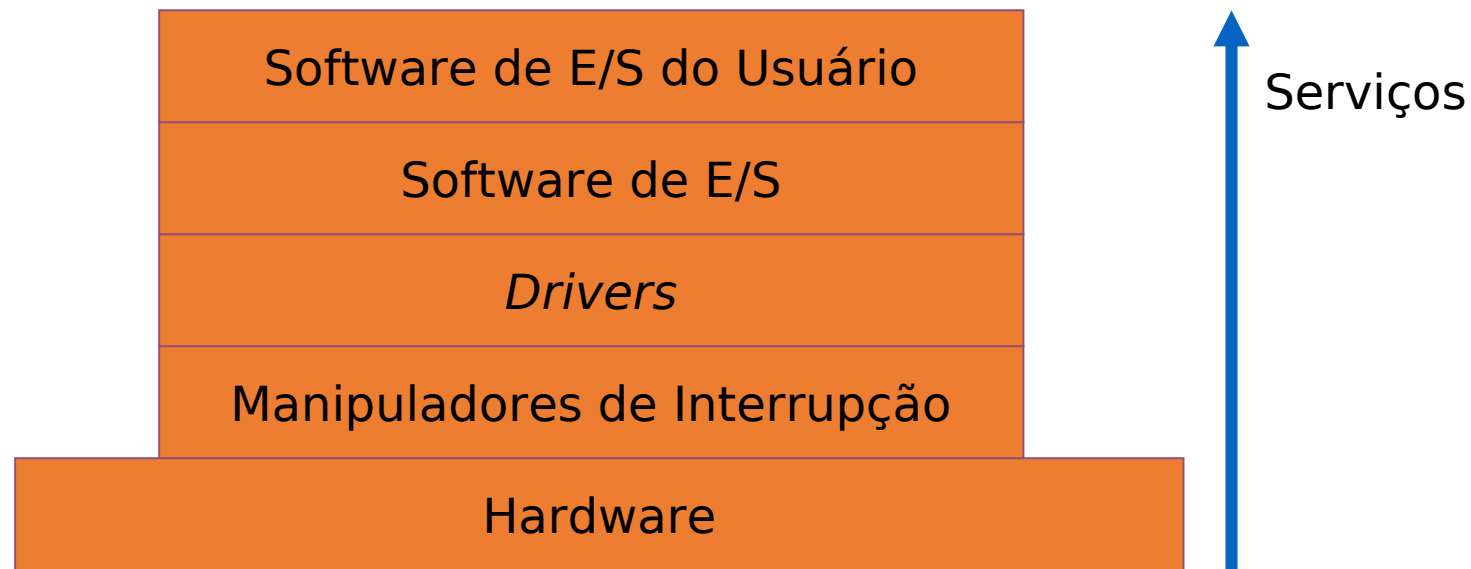 Software de E/S do Usuário
Serviços
Software de E/S
Drivers
Manipuladores de Interrupção
Hardware